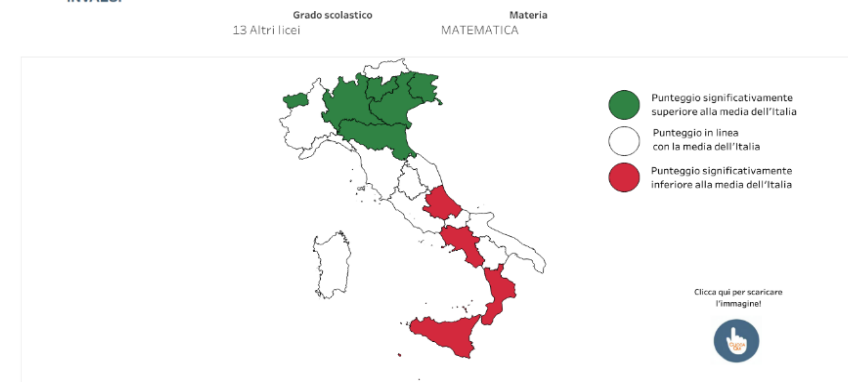 Grado scolastico
Materia
13 Altri licei
MATEMATICA
Punteggio significativamente
superiore alla media dell'Italia
Punteggio in linea
con la media dell'Italia
Punteggio significativamente
inferiore alla media dell'Italia
Clicca qui per scaricare
l'immagine!